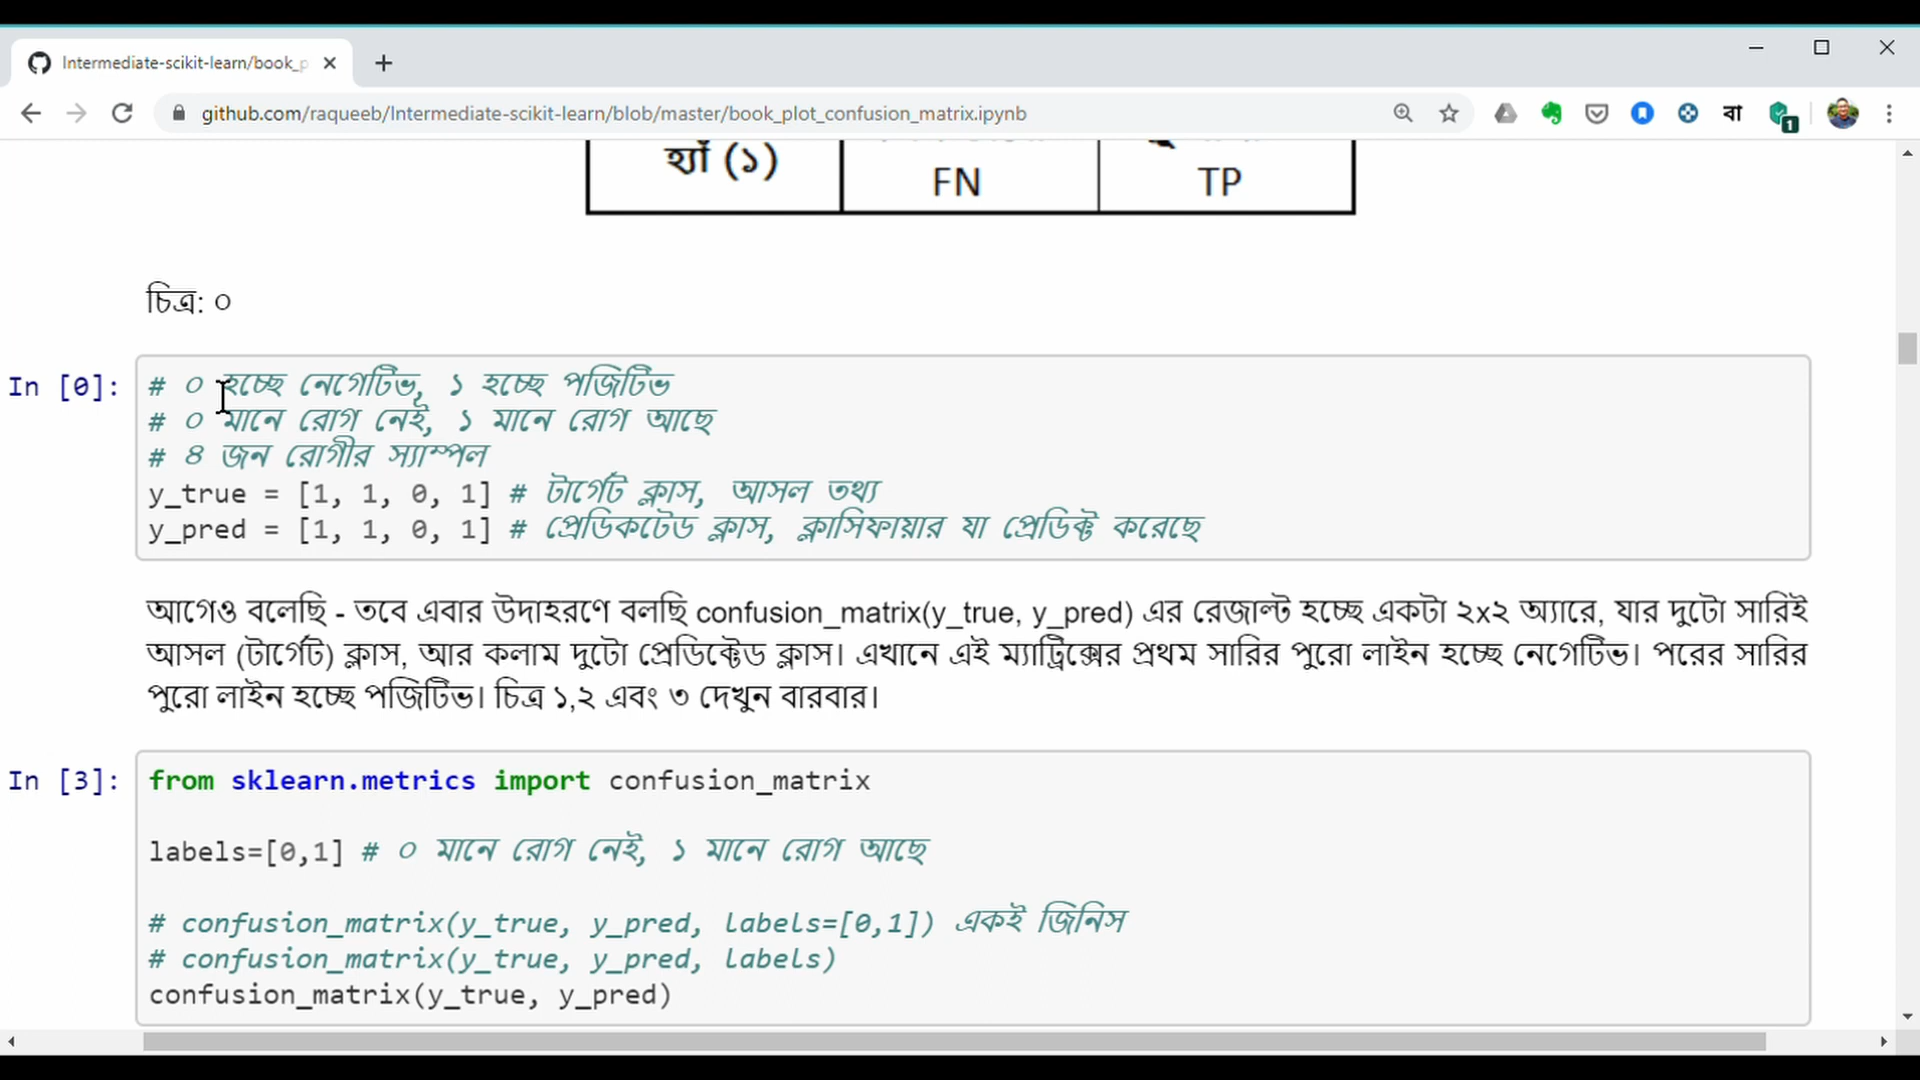 Intermediate-scikit-learn/book_p
github.com/raqueeb/Intermediate-scikit-learn/blob/master/book_plot_confusion_matrix.ipynb
বা
1
হ্যাঁ (১)
FN
TP
চিত্র: ০
In [0]:
# ০ হচ্ছে নেগেটিভ, ১ হচ্ছে পজিটিভ
# ০ মানে রোগ নেই, ১ মানে রোগ আছে
# ৪ জন রোগীর স্যাম্পল
y_true = [1, 1, 0, 1] # টার্গেট ক্লাস, আসল তথ্য
y_pred = [1, 1, 0, 1] # প্রেডিকটেড ক্লাস, ক্লাসিফায়ার যা প্রেডিক্ট করেছে
আগেও বলেছি - তবে এবার উদাহরণে বলছি confusion_matrix(y_true, y_pred) এর রেজাল্ট হচ্ছে একটা ২x২ অ্যারে, যার দুটো সারিই
আসল (টার্গেট) ক্লাস, আর কলাম দুটো প্রেডিক্টেড ক্লাস। এখানে এই ম্যাট্রিক্সের প্রথম সারির পুরো লাইন হচ্ছে নেগেটিভ। পরের সারির
পুরো লাইন হচ্ছে পজিটিভ। চিত্র ১,২ এবং ৩ দেখুন বারবার।
In [3]:
from sklearn.metrics import confusion_matrix
labels=[0,1] # ০ মানে রোগ নেই, ১ মানে রোগ আছে
# confusion_matrix(y_true, y_pred, labels=[0,1]) একই জিনিস
# confusion_matrix(y_true, y_pred, labels)
confusion_matrix(y_true, y_pred)